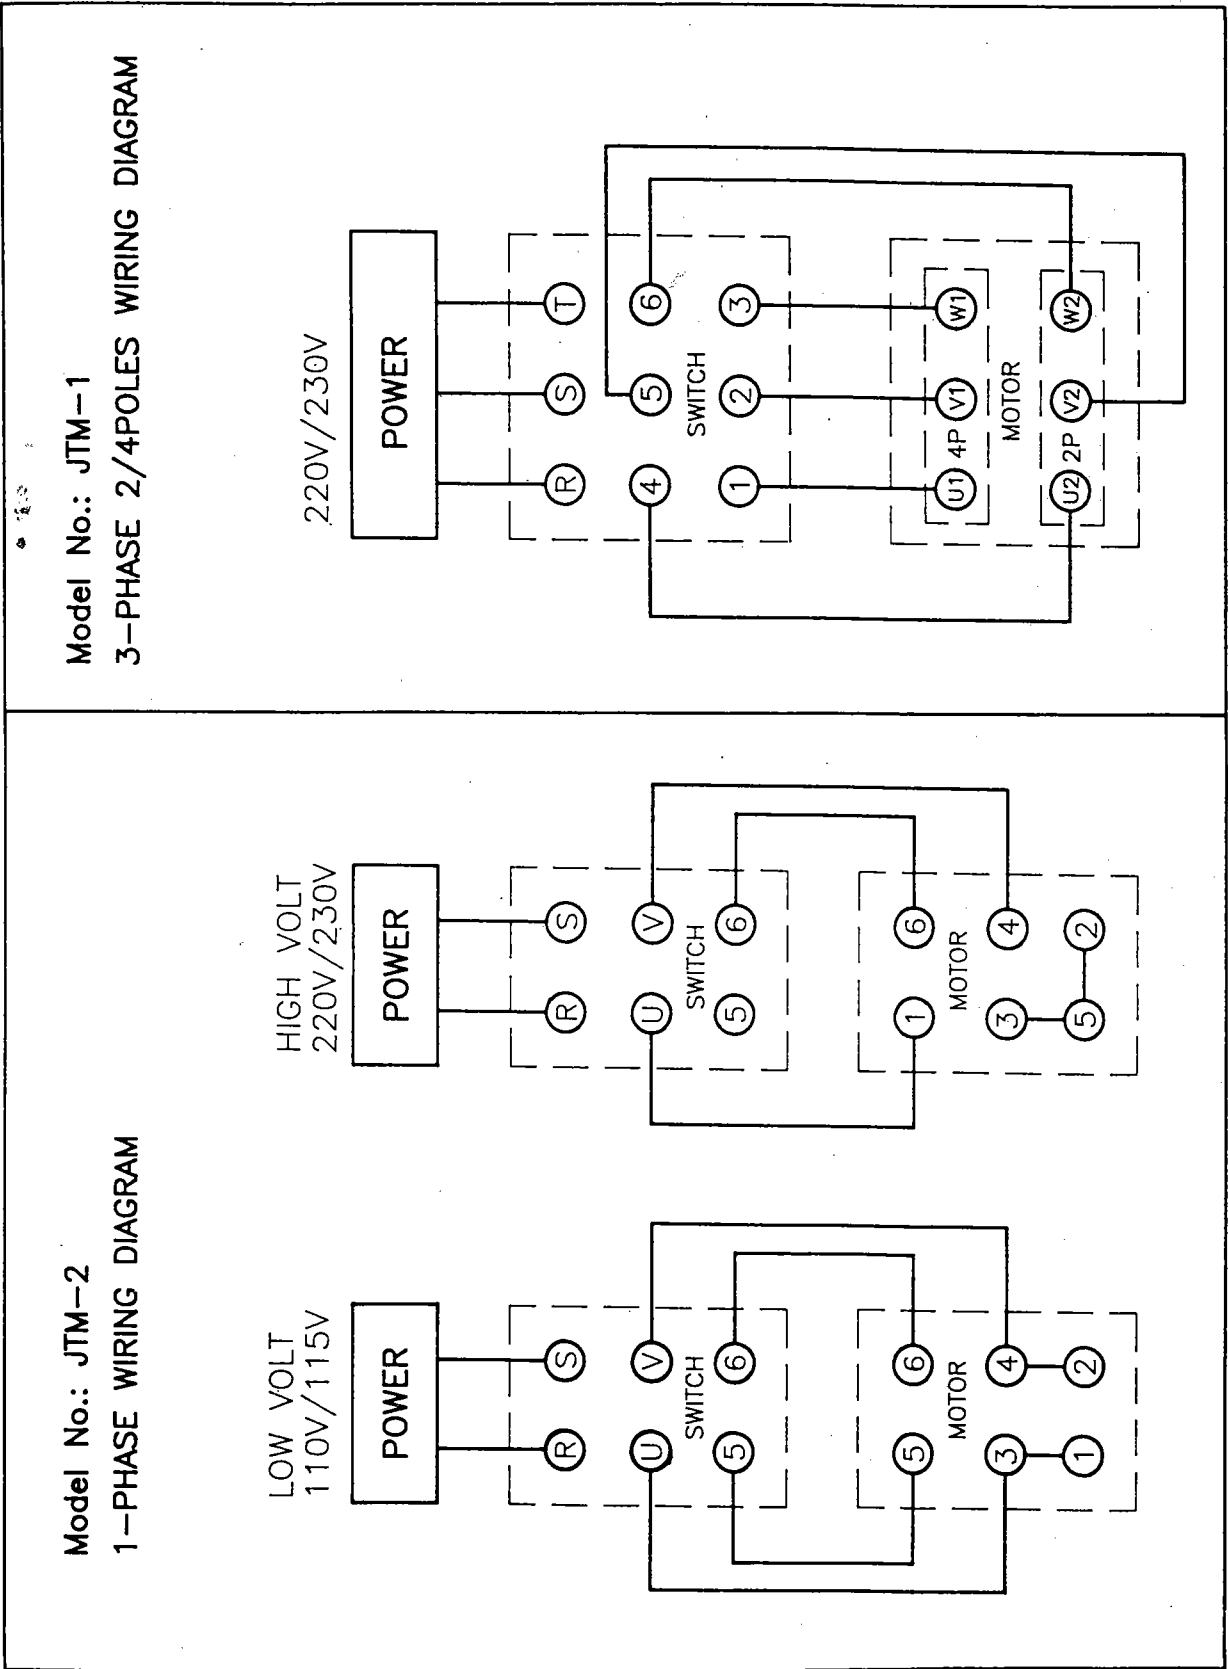 Model No.: JTM-2
1-PHASE WIRING DIAGRAM
LOW VOLT
110V/115V
POWER
R S
U V
SWITCH
5 6
5 6
MOTOR
3 4
1 2
HIGH VOLT
220V/230V
POWER
R S
U V
SWITCH
5 6
1 6
MOTOR
3 4
5 2
Model No.: JTM-1
3-PHASE 2/4POLES WIRING DIAGRAM
220V/230V
POWER
R S T
4 5 6
SWITCH
1 2 3
U1 4P V1 W1
MOTOR
U2 2P V2 W2